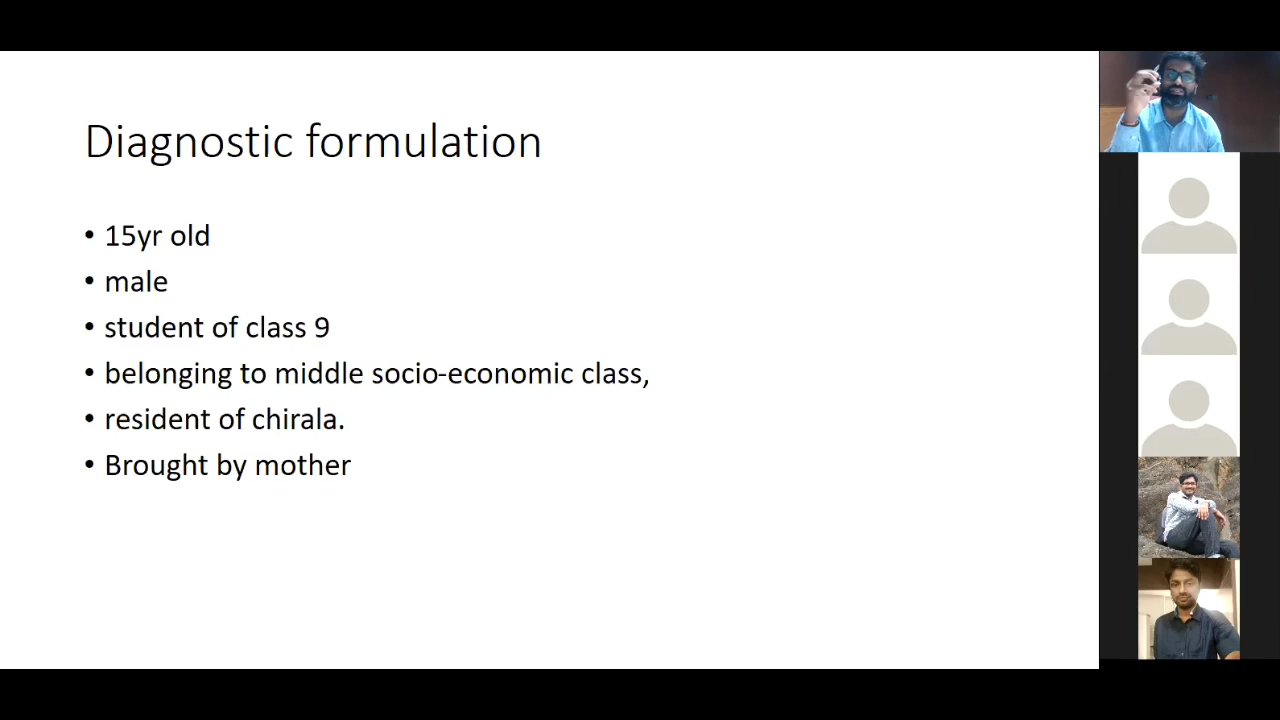 Diagnostic formulation
• 15yr old
• male
• student of class 9
• belonging to middle socio-economic class,
• resident of chirala.
• Brought by mother